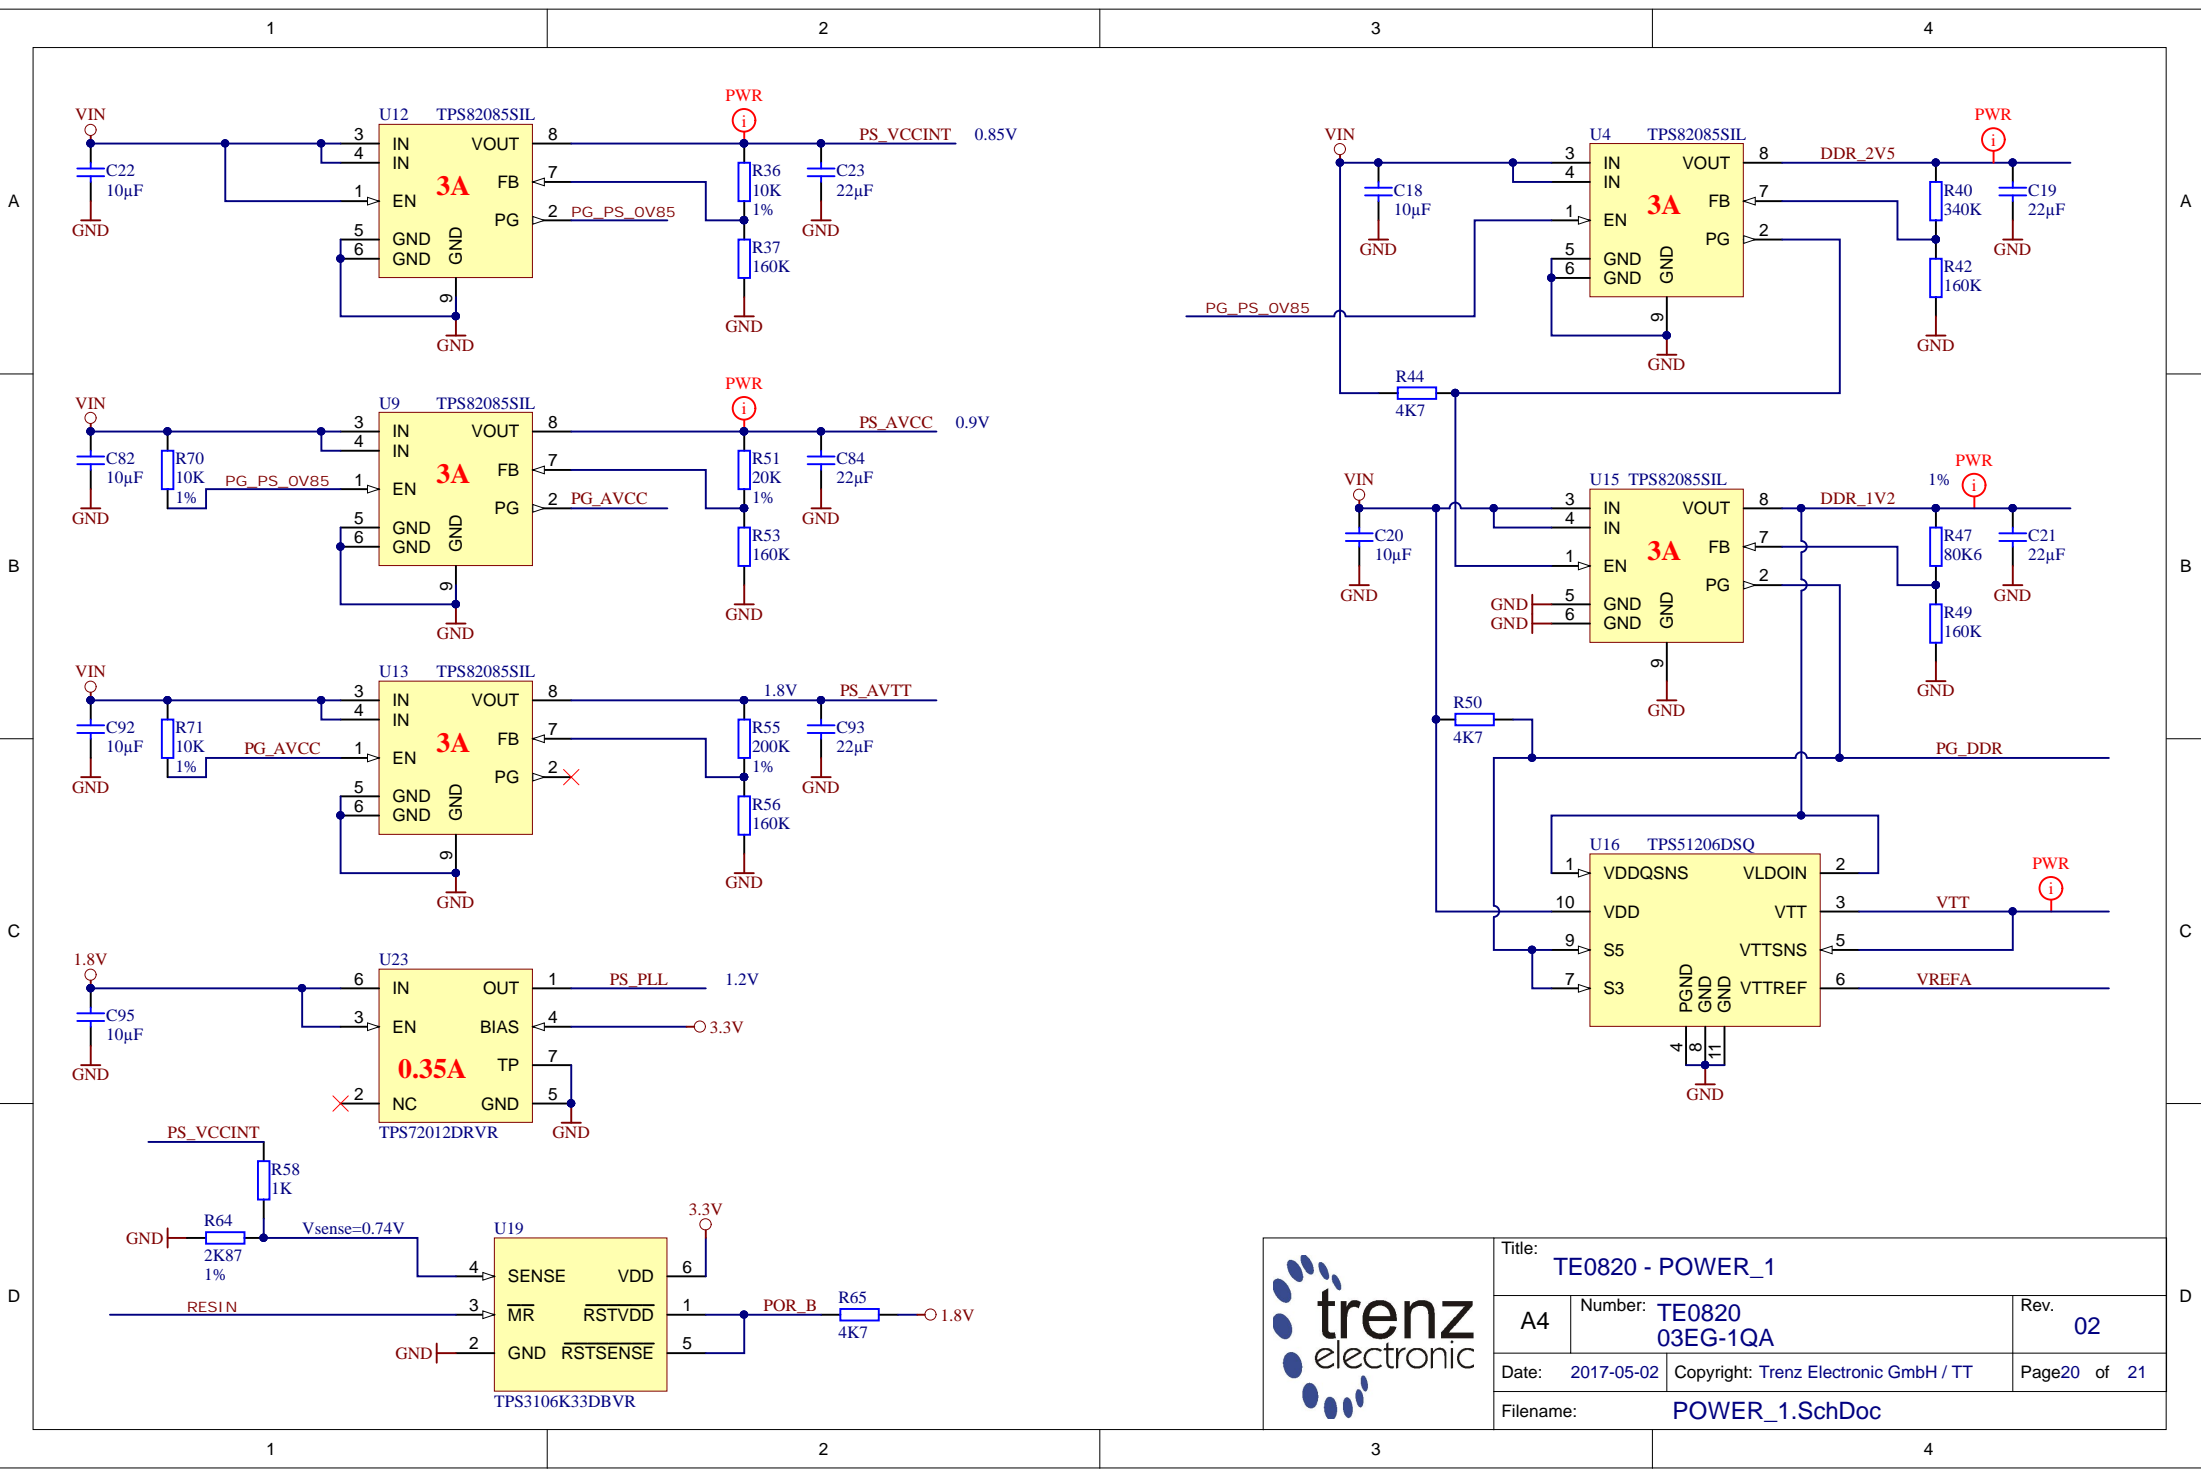 1 2 3 4
A
B
C
D
A
B
C
D
VIN
C22
10µF
GND
U12 TPS82085SIL
3 IN VOUT 8
4 IN
3A
FB 7
1 EN
PG 2 PG_PS_0V85
5 GND
6 GND
GND
9
GND
PWR
i
PS_VCCINT 0.85V
R36
10K
1%
C23
22µF
GND
R37
160K
GND
VIN
C82
10µF
GND
R70
10K
1%
PG_PS_0V85
U9 TPS82085SIL
3 IN VOUT 8
4 IN
3A
FB 7
1 EN
PG 2 PG_AVCC
5 GND
6 GND
GND
9
GND
PWR
i
PS_AVCC 0.9V
R51
20K
1%
C84
22µF
GND
R53
160K
GND
VIN
C92
10µF
GND
R71
10K
1%
PG_AVCC
U13 TPS82085SIL
3 IN VOUT 8
4 IN
3A
FB 7
1 EN
PG 2
5 GND
6 GND
GND
9
GND
1.8V PS_AVTT
R55
200K
1%
C93
22µF
GND
R56
160K
GND
1.8V
C95
10µF
GND
U23
6 IN OUT 1 PS_PLL 1.2V
3 EN BIAS 4 3.3V
0.35A
TP 7
2 NC GND 5
TPS72012DRVR
GND
PS_VCCINT
R58
1K
GND
R64
2K87
1%
Vsense=0.74V
U19
3.3V
4 SENSE VDD 6
RESIN
3 MR RSTVDD 1 POR_B
R65
4K7
1.8V
GND 2 GND RSTSENSE 5
TPS3106K33DBVR
VIN
C18
10µF
GND
U4 TPS82085SIL
3 IN VOUT 8 DDR_2V5
4 IN
3A
FB 7
1 EN
PG 2
5 GND
6 GND
GND
9
GND
PWR
i
R40
340K
C19
22µF
GND
R42
160K
GND
PG_PS_0V85
R44
4K7
VIN
C20
10µF
GND
U15 TPS82085SIL
3 IN VOUT 8 DDR_1V2
4 IN
3A
FB 7
1 EN
PG 2
GND 5 GND
GND 6 GND
GND
9
GND
1%
PWR
i
R47
80K6
C21
22µF
GND
R49
160K
GND
R50
4K7
PG_DDR
U16 TPS51206DSQ
1 VDDQSNS VLDOIN 2
10 VDD VTT 3 VTT
PWR
i
9 S5 VTTSNS 5
7 S3 VTTREF 6 VREFA
PGND
GND
GND
4
8
11
GND
trenz
electronic
Title:
TE0820 - POWER_1
A4
Number: TE0820
03EG-1QA
Rev.
02
Date: 2017-05-02 Copyright: Trenz Electronic GmbH / TT Page20 of 21
Filename: POWER_1.SchDoc
1 2 3 4